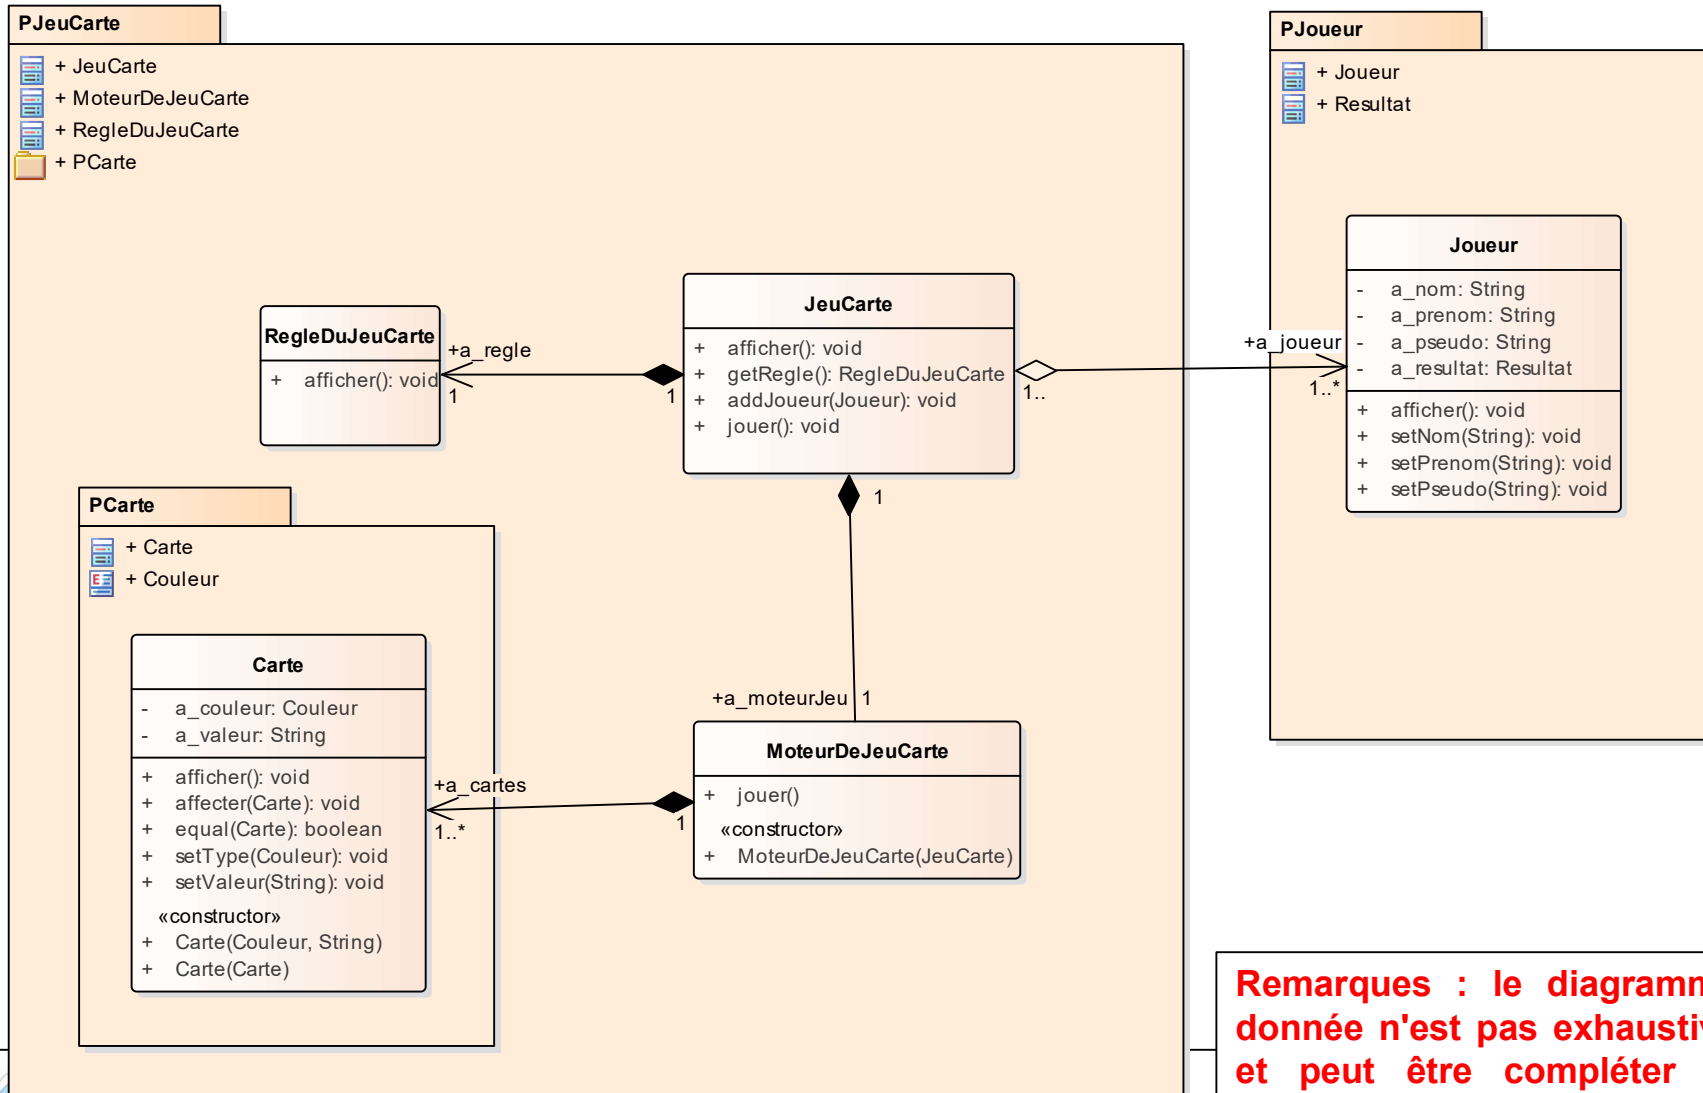 PJeuCarte
+ JeuCarte
+ MoteurDeJeuCarte
+ RegleDuJeuCarte
+ PCarte
RegleDuJeuCarte
+ afficher(): void
+a_regle
1
1
JeuCarte
+ afficher(): void
+ getRegle(): RegleDuJeuCarte
+ addJoueur(Joueur): void
+ jouer(): void
1..
+a_joueur
1..*
1
PJoueur
+ Joueur
+ Resultat
Joueur
- a_nom: String
- a_prenom: String
- a_pseudo: String
- a_resultat: Resultat
+ afficher(): void
+ setNom(String): void
+ setPrenom(String): void
+ setPseudo(String): void
PCarte
+ Carte
+ Couleur
Carte
- a_couleur: Couleur
- a_valeur: String
+ afficher(): void
+ affecter(Carte): void
+ equal(Carte): boolean
+ setType(Couleur): void
+ setValeur(String): void
«constructor»
+ Carte(Couleur, String)
+ Carte(Carte)
+a_cartes
1..*
1
+a_moteurJeu
1
MoteurDeJeuCarte
+ jouer()
«constructor»
+ MoteurDeJeuCarte(JeuCarte)
Remarques : le diagramm
donnée n'est pas exhaustiv
et peut être compléter